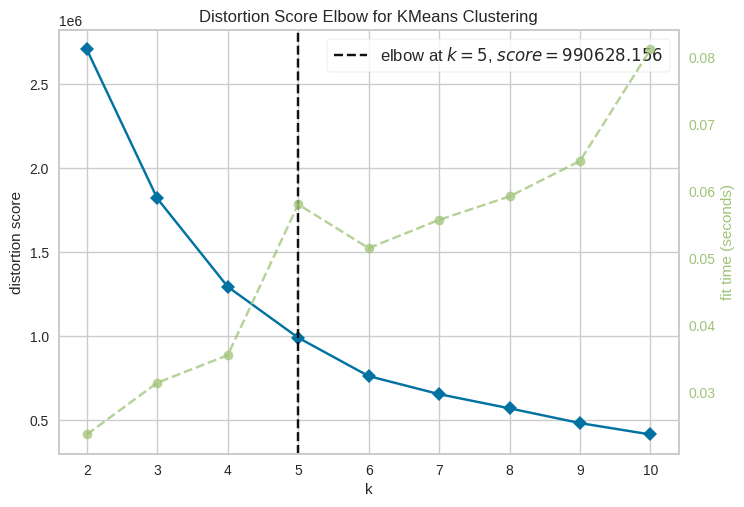 Distortion Score Elbow for KMeans Clustering
1e6
elbow at k = 5, score = 990628.156
2.5
2.0
1.5
1.0
0.5
distortion score
0.08
0.07
0.06
0.05
0.04
0.03
fit time (seconds)
2 3 4 5 6 7 8 9 10
k